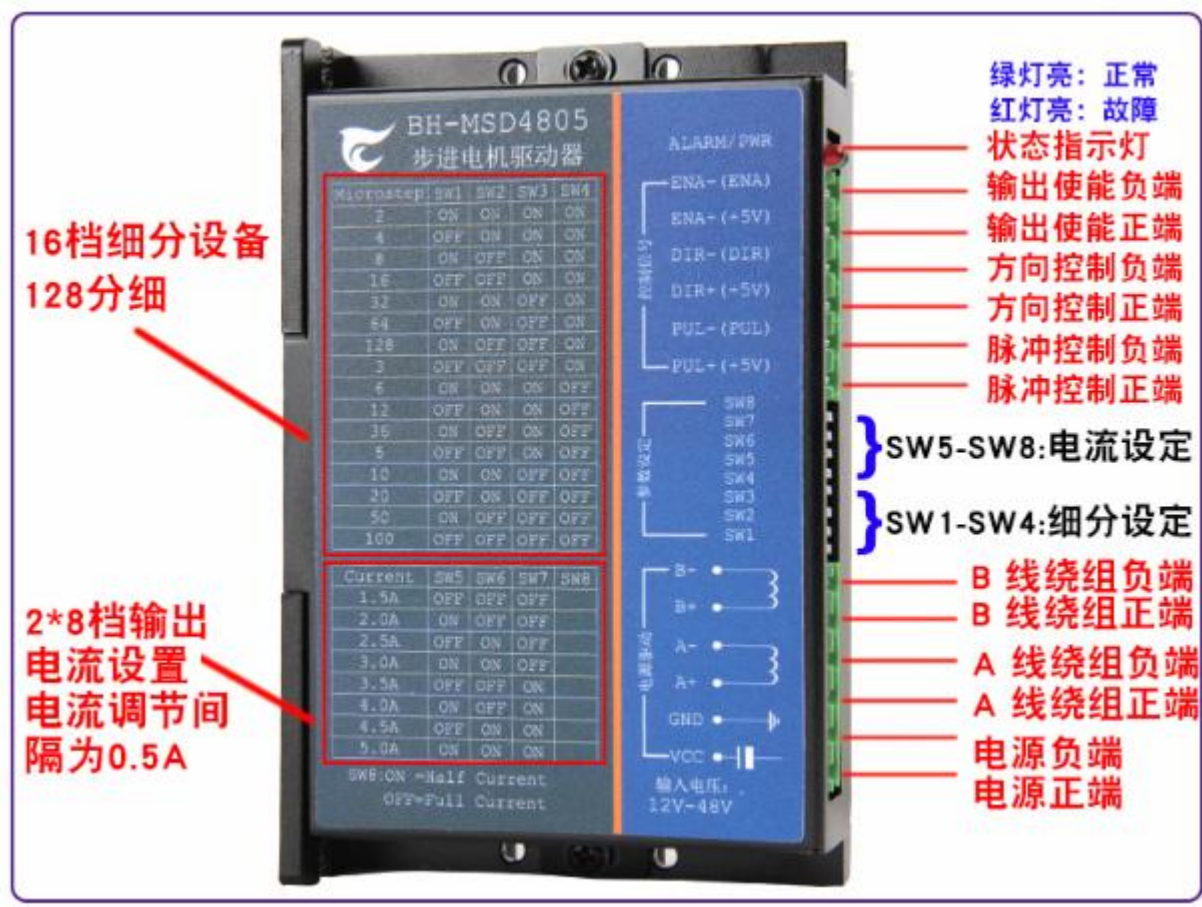 BH-MSD4805
步进电机驱动器
Microstep SW1 SW2 SW3 SW4
2 ON ON ON ON
4 OFF ON ON ON
8 ON OFF ON ON
16 OFF OFF ON ON
32 ON ON OFF ON
64 OFF ON OFF ON
128 ON OFF OFF ON
3 OFF OFF OFF ON
6 ON ON ON OFF
12 OFF ON ON OFF
36 ON OFF ON OFF
5 OFF OFF ON OFF
10 ON ON OFF OFF
20 OFF ON OFF OFF
50 ON OFF OFF OFF
100 OFF OFF OFF OFF
Current SW5 SW6 SW7 SW8
1.5A OFF OFF OFF
2.0A ON OFF OFF
2.5A OFF ON OFF
3.0A ON ON OFF
3.5A OFF OFF ON
4.0A ON OFF ON
4.5A OFF ON ON
5.0A ON ON ON
SW8:ON =Half Current
OFF=Full Current
16档细分设备
128分细
2*8档输出
电流设置
电流调节间
隔为0.5A
ALARM/PWR
ENA-(ENA)
ENA-(+5V)
DIR-(DIR)
DIR+(+5V)
PUL-(PUL)
PUL+(+5V)
控制信号
SW8
SW7
SW6
SW5
SW4
SW3
SW2
SW1
参数设定
B-
B+
A-
A+
GND
VCC
电源驱动
输入电压:
12V-48V
绿灯亮：正常
红灯亮：故障
状态指示灯
输出使能负端
输出使能正端
方向控制负端
方向控制正端
脉冲控制负端
脉冲控制正端
SW5-SW8:电流设定
SW1-SW4:细分设定
B 线绕组负端
B 线绕组正端
A 线绕组负端
A 线绕组正端
电源负端
电源正端